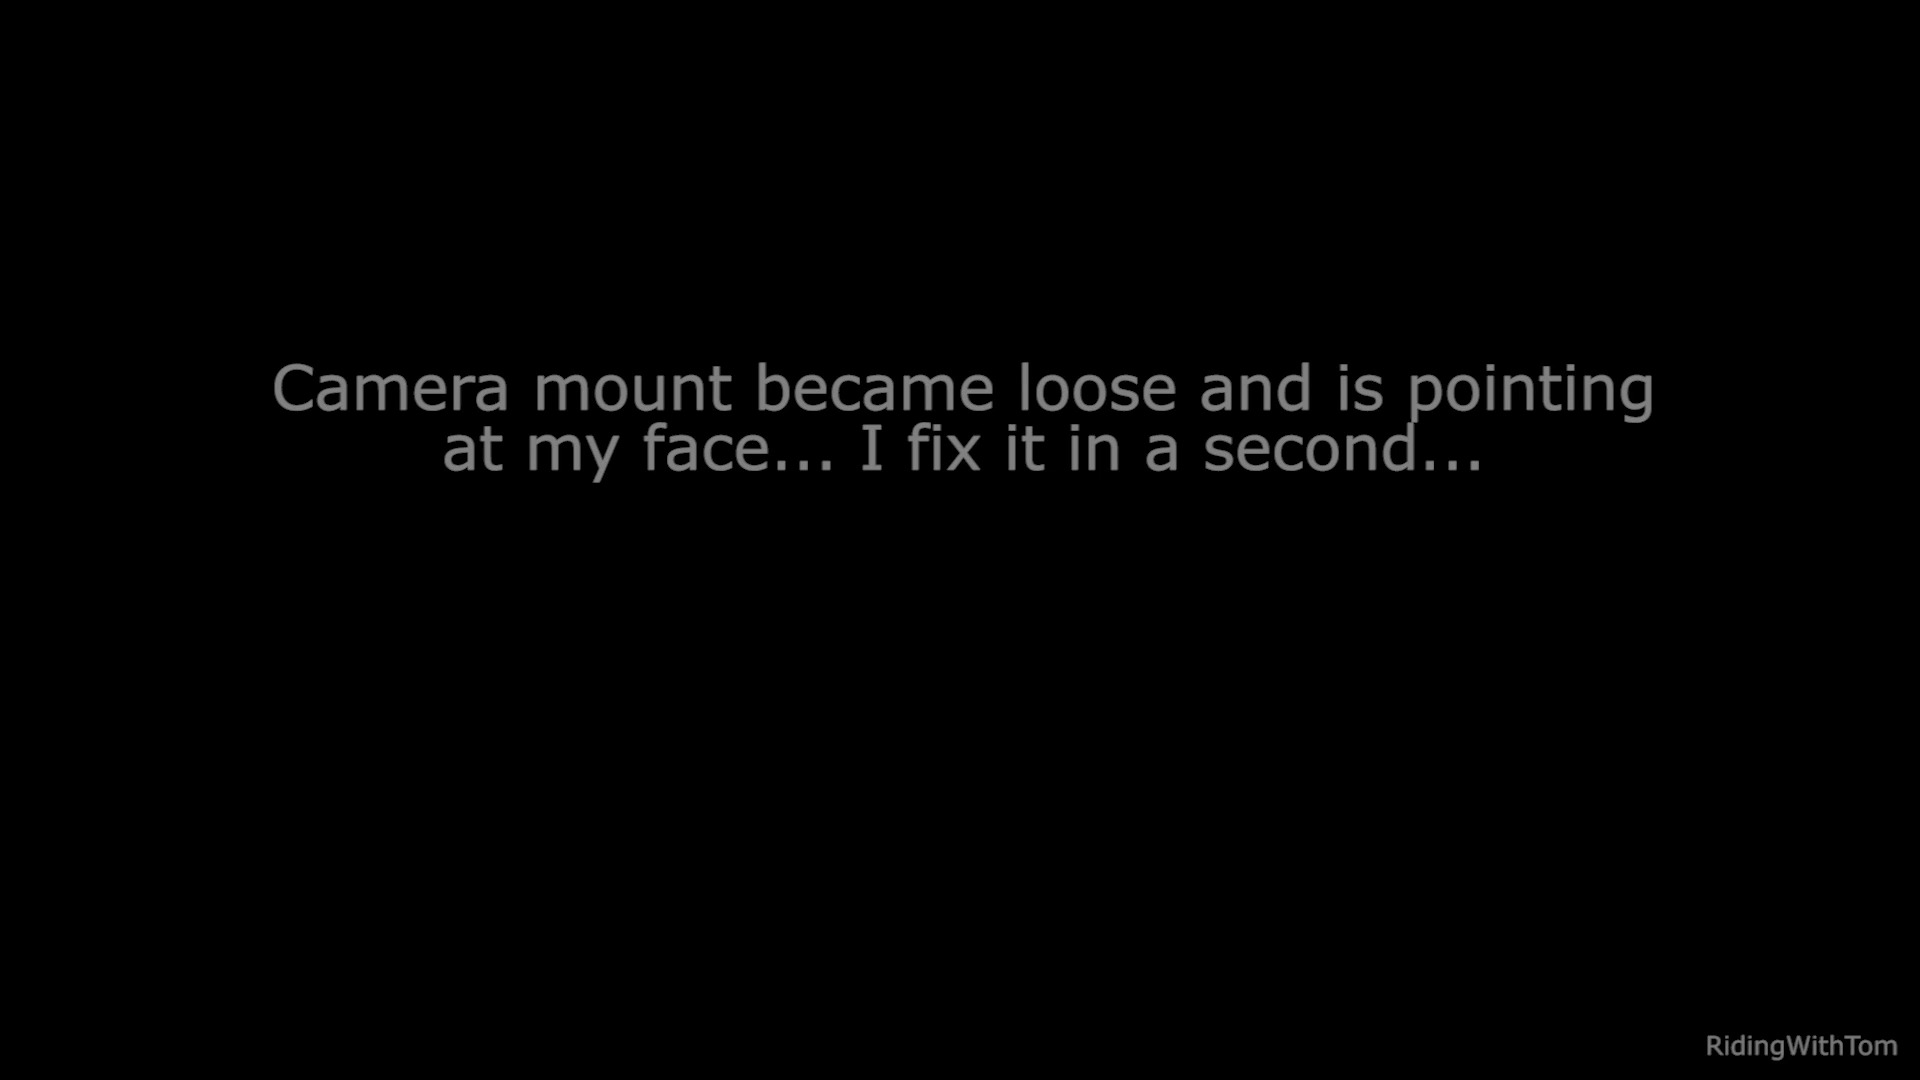 Camera mount became loose and is pointing
at my face... I fix it in a second...
RidingWithTom